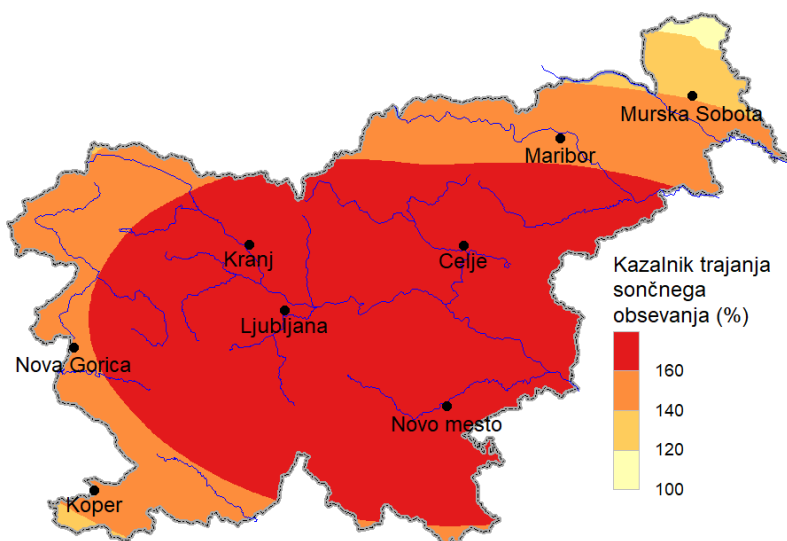 Murska Sobota
Maribor
Kranj
Celje
Ljubljana
Nova Gorica
Novo mesto
Koper
Kazalnik trajanja
sončnega
obsevanja (%)
160
140
120
100